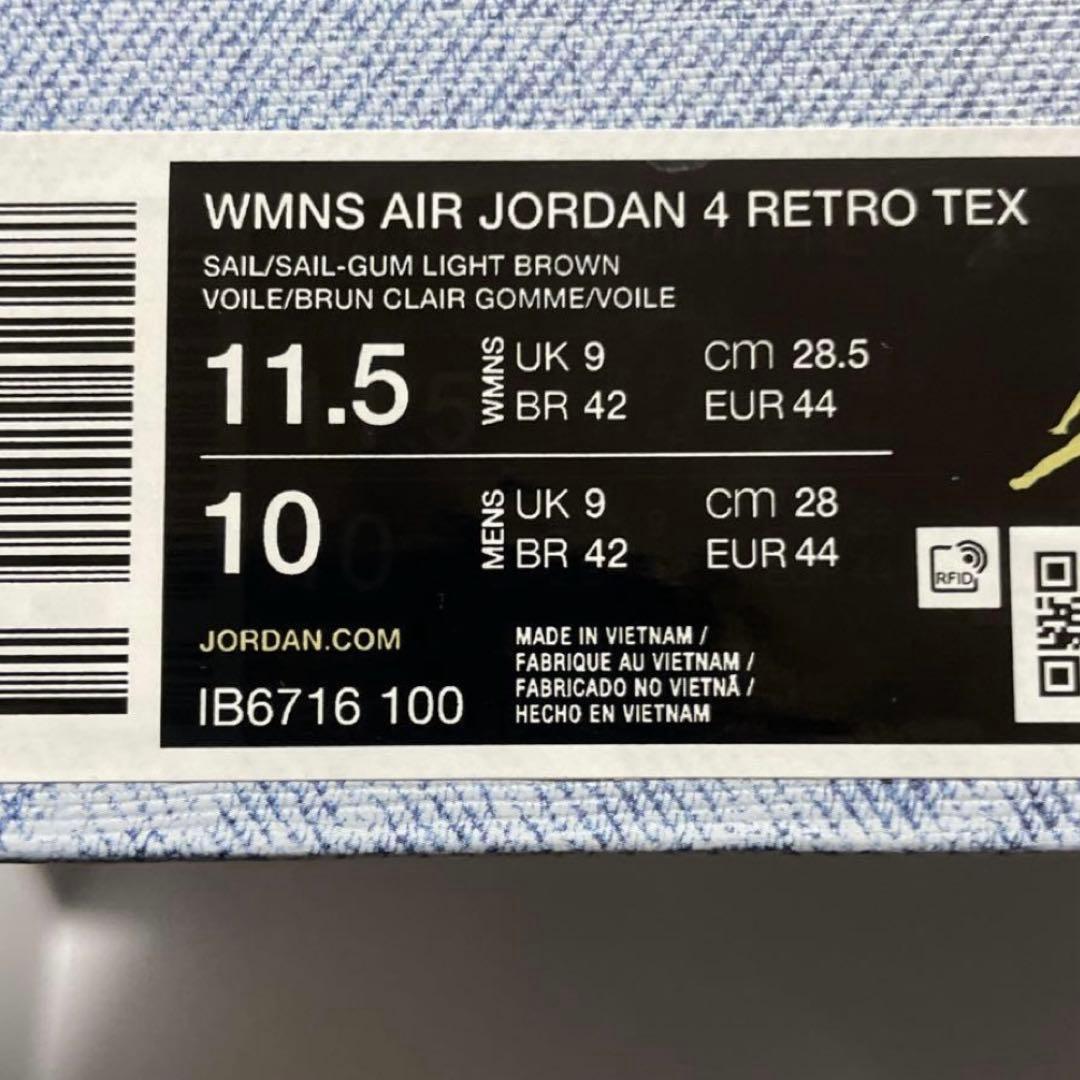 WMNS AIR JORDAN 4 RETRO TEX
SAIL/SAIL-GUM LIGHT BROWN
VOILE/BRUN CLAIR GOMME/VOILE
11.5 WMNS UK 9 cm 28.5
BR 42 EUR 44
10 MENS UK 9 cm 28
BR 42 EUR 44
RFID
JORDAN.COM
IB6716 100
MADE IN VIETNAM /
FABRIQUE AU VIETNAM /
FABRICADO NO VIETNÃ /
HECHO EN VIETNAM